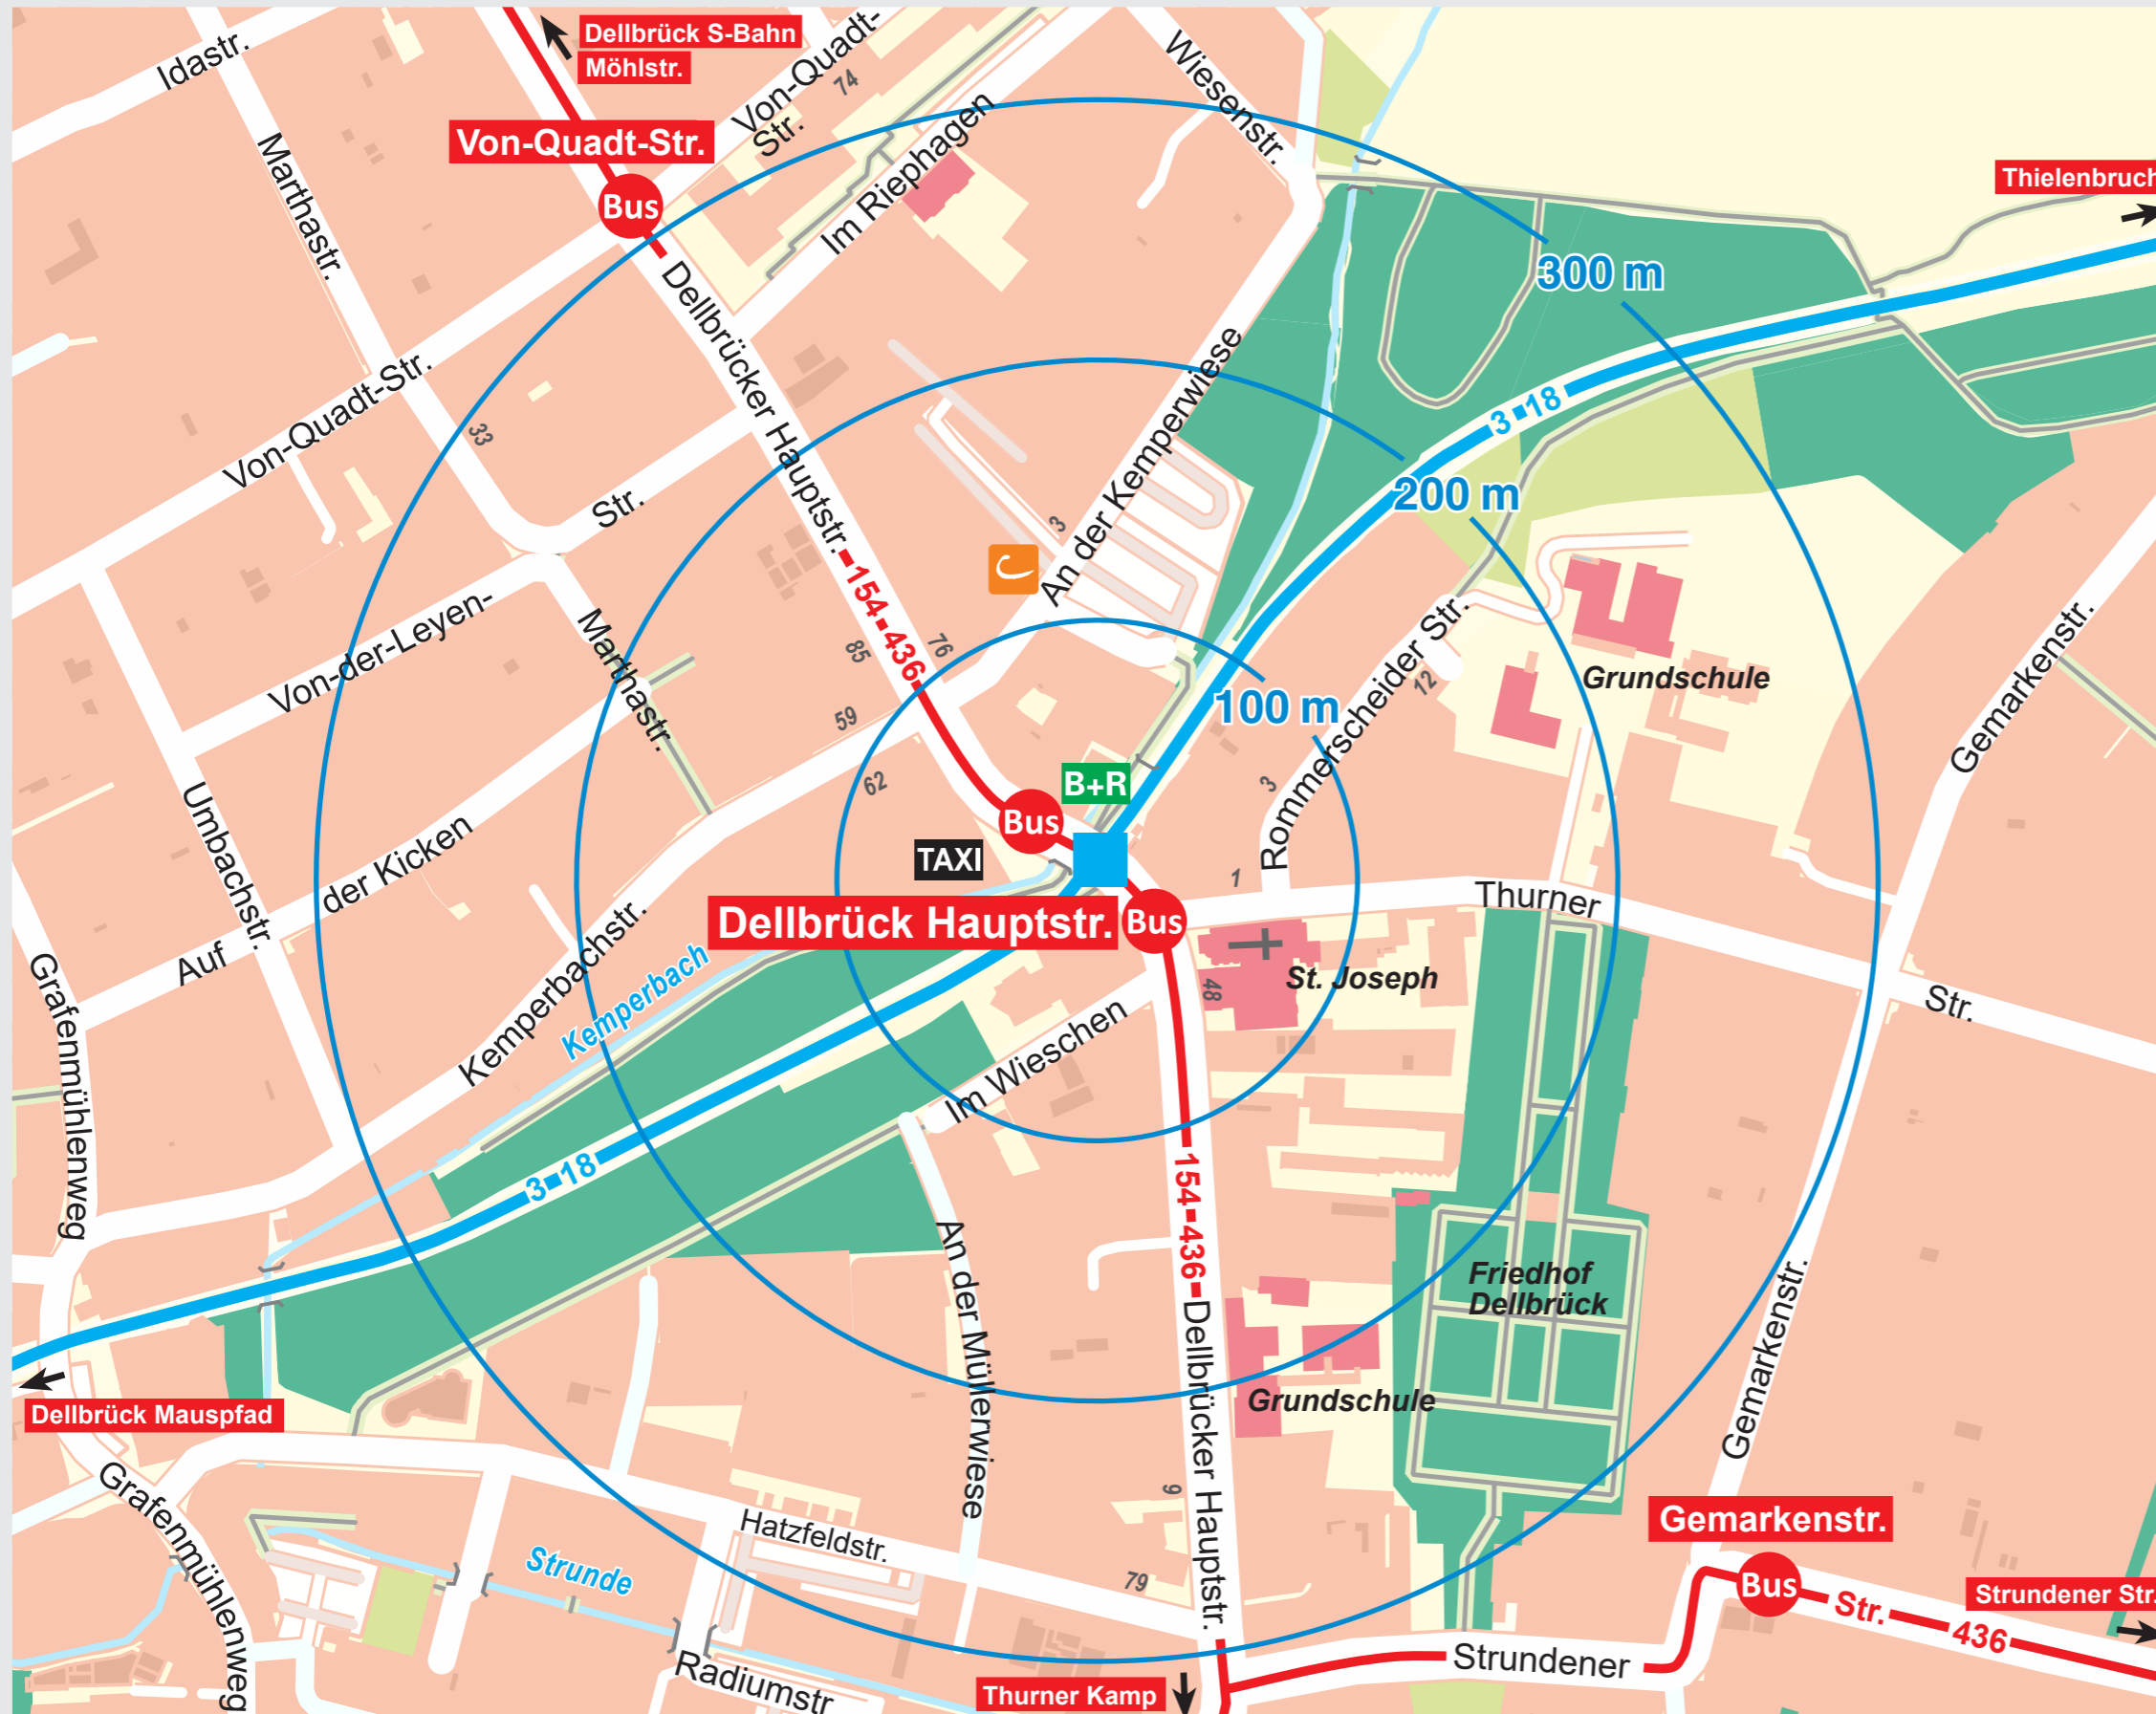 Dellbrück S-Bahn
Möhlstr.
Idastr.
Von-Quadt-
Str.
74
Wiesenstr.
Von-Quadt-Str.
Bus
Marthastr.
Im Riephagen
Thielenbruch
300 m
Dellbrücker Hauptstr.
154 436
An der Kemperwiese
3
3 18
Von-Quadt-Str.
33
200 m
Str.
Von-der-Leyen-
Marthastr.
85
76
59
62
100 m
Rommerscheider Str.
12
3
1
Grundschule
Gemarkenstr.
B+R
Bus
TAXI
Dellbrück Hauptstr.
Bus
Umbachstr.
Auf
der Kicken
Kemperbachstr.
Kemperbach
Thurner
Str.
St. Joseph
48
Im Wieschen
Grafenmühlenweg
3 18
154 436
Dellbrücker Hauptstr.
An der Müllerwiese
Friedhof
Dellbrück
Grundschule
Gemarkenstr.
Dellbrück Mauspfad
Grafenmühlenweg
Hatzfeldstr.
9
79
Strunde
Radiumstr
Gemarkenstr.
Bus
Str.
436
Strundener Str.
Strundener
Thurner Kamp